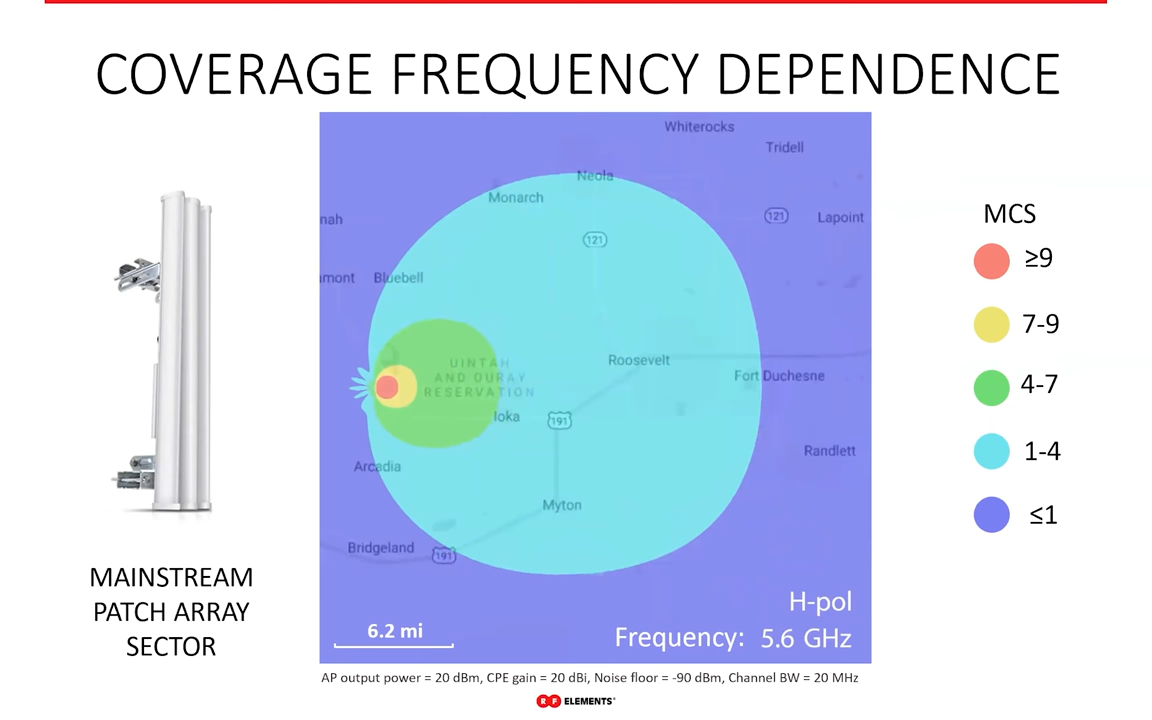 COVERAGE FREQUENCY DEPENDENCE
Whiterocks
Tridell
Neola
Monarch
121
Lapoint
nah
121
mont
Bluebell
UINTAH
AND OURAY
RESERVATION
Roosevelt
Fort Duchesne
Ioka
191
Randlett
Arcadia
Myton
Bridgeland
191
6.2 mi
H-pol
Frequency: 5.6 GHz
MCS
≥9
7-9
4-7
1-4
≤1
MAINSTREAM
PATCH ARRAY
SECTOR
AP output power = 20 dBm, CPE gain = 20 dBi, Noise floor = -90 dBm, Channel BW = 20 MHz
RF ELEMENTS